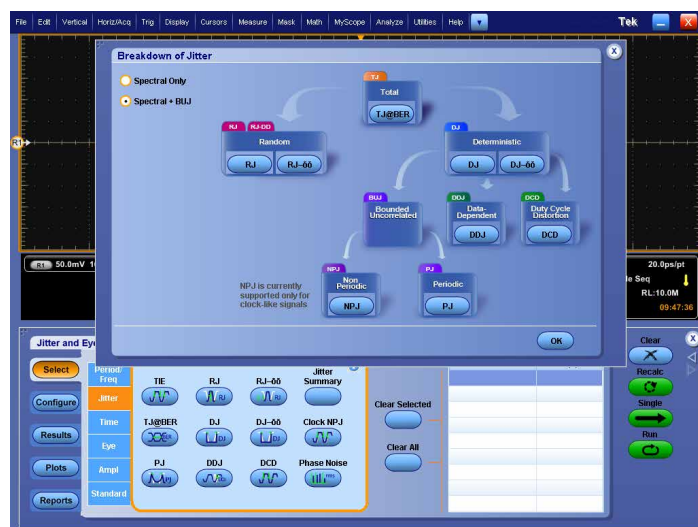 File Edit Vertical Horiz/Acq Trig Display Cursors Measure Mask Math MyScope Analyze Utilities Help Tek X
Breakdown of Jitter X
Spectral Only
Spectral + BUJ
TJ
Total
TJ@BER
RJ RJ-DD
Random
RJ RJ-δδ
DJ
Deterministic
DJ DJ-δδ
BUJ
Bounded
Uncorrelated
DDJ
Data-
Dependent
DDJ
DCD
Duty Cycle
Distortion
DCD
NPJ
Non
Periodic
NPJ
PJ
Periodic
PJ
NPJ is currently
supported only for
clock-like signals
OK
R1
R1 50.0mV
20.0ps/pt
le Seq
RL:10.0M
09:47:36
Jitter and Ey
Select
Configure
Results
Plots
Reports
Period/
Freq
Jitter
Time
Eye
Ampl
Standard
TIE RJ RJ-δδ Jitter
Summary
TJ@BER DJ DJ-δδ Clock NPJ
PJ DDJ DCD Phase Noise
Clear Selected
Clear All
Clear X
Recalc
Single
Run